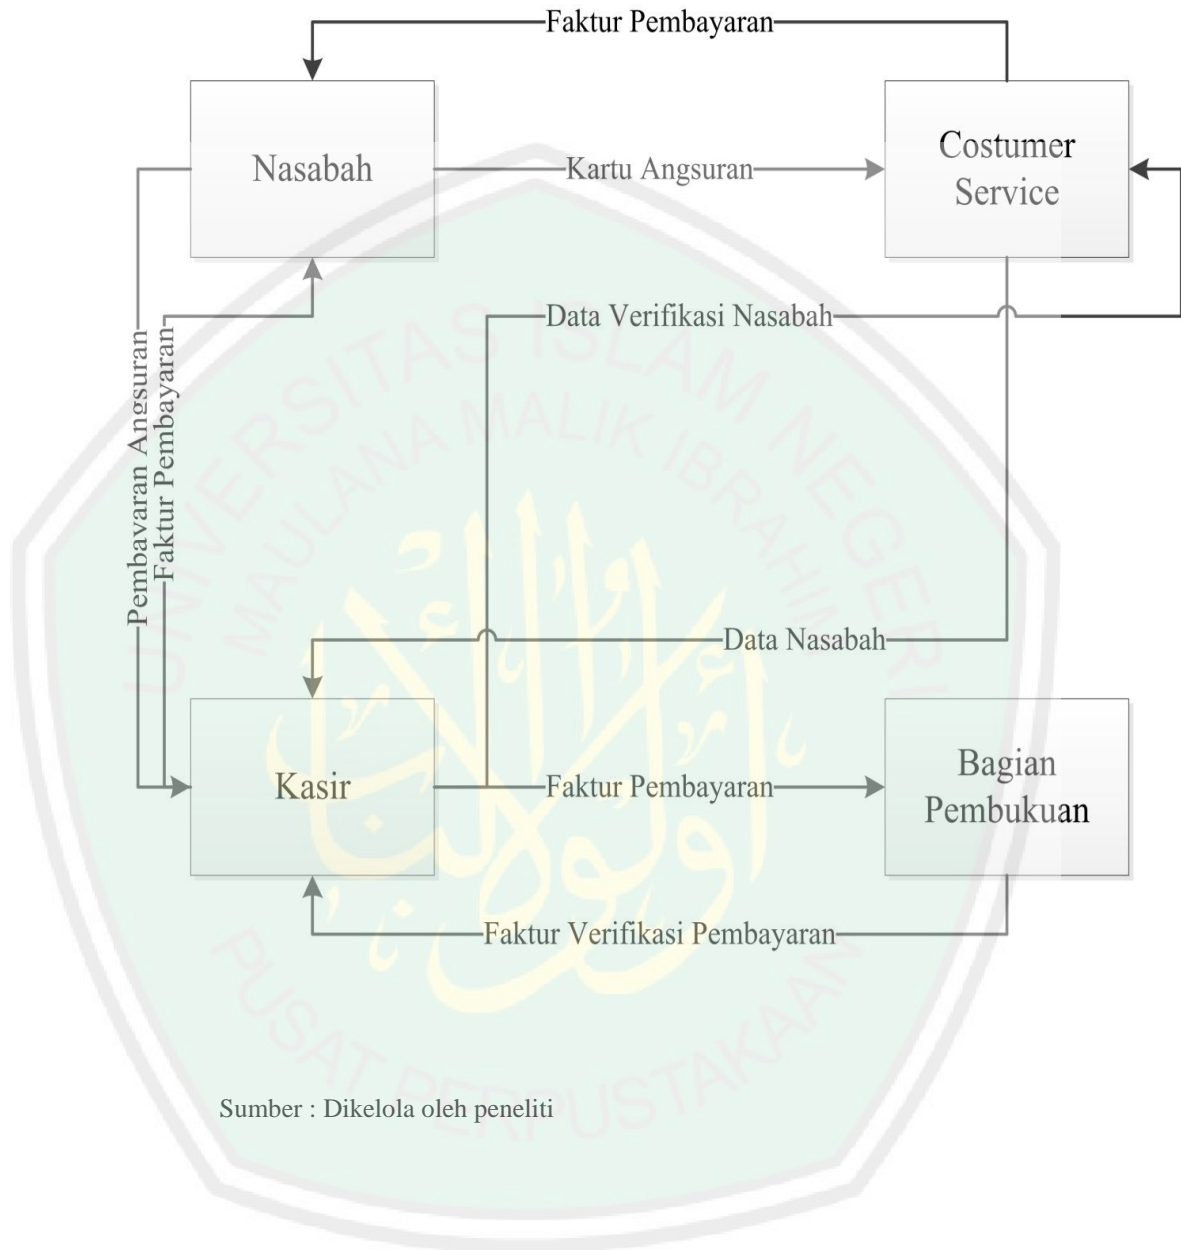 Faktur Pembayaran
Nasabah
Kartu Angsuran
Costumer
Service
Data Verifikasi Nasabah
Pembayaran Angsuran
Faktur Pembayaran
Data Nasabah
Kasir
Faktur Pembayaran
Bagian
Pembukuan
Faktur Verifikasi Pembayaran
Sumber : Dikelola oleh peneliti
UNIVERSITAS ISLAM NEGERI
MAULANA MALIK IBRAHIM
PUSAT PERPUSTAKAAN